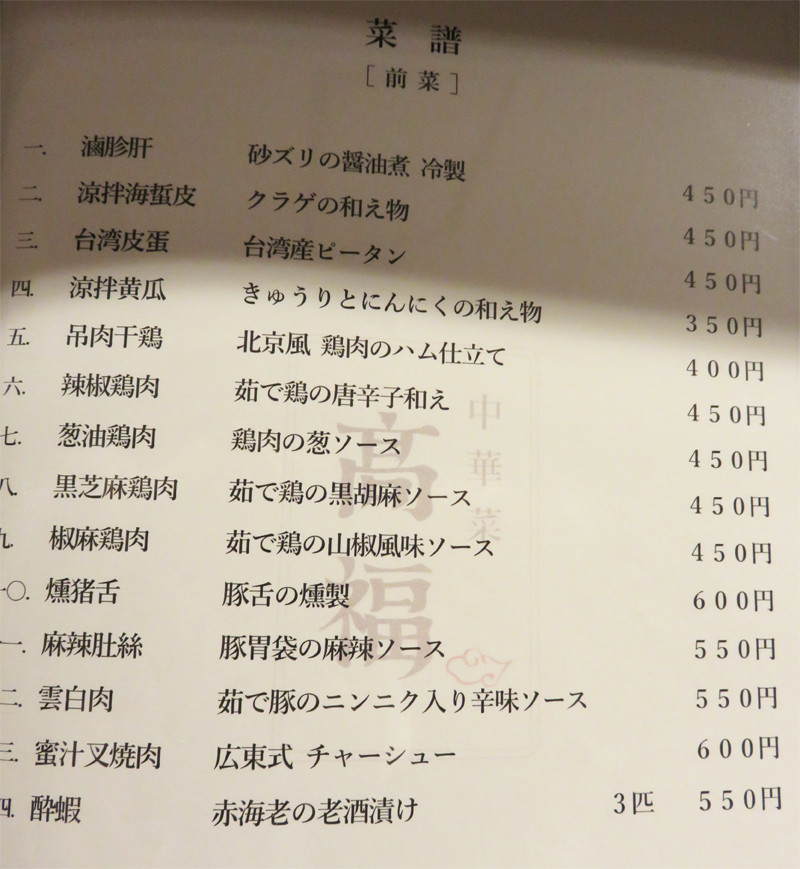 菜 譜
［前 菜］
一. 滷胗肝 砂ズリの醤油煮 冷製 ４５０円
二. 涼拌海蜇皮 クラゲの和え物 ４５０円
三. 台湾皮蛋 台湾産ピータン ４５０円
四. 涼拌黄瓜 きゅうりとにんにくの和え物 ３５０円
五. 吊肉干鶏 北京風 鶏肉のハム仕立て ４００円
六. 辣椒鶏肉 茹で鶏の唐辛子和え ４５０円
七. 葱油鶏肉 鶏肉の葱ソース ４５０円
八. 黒芝麻鶏肉 茹で鶏の黒胡麻ソース ４５０円
九. 椒麻鶏肉 茹で鶏の山椒風味ソース ４５０円
一〇. 燻猪舌 豚舌の燻製 ６００円
一. 麻辣肚絲 豚胃袋の麻辣ソース ５５０円
二. 雲白肉 茹で豚のニンニク入り辛味ソース ５５０円
三. 蜜汁叉焼肉 広東式 チャーシュー ６００円
四. 酔蝦 赤海老の老酒漬け ３匹 ５５０円
中華菜
高福